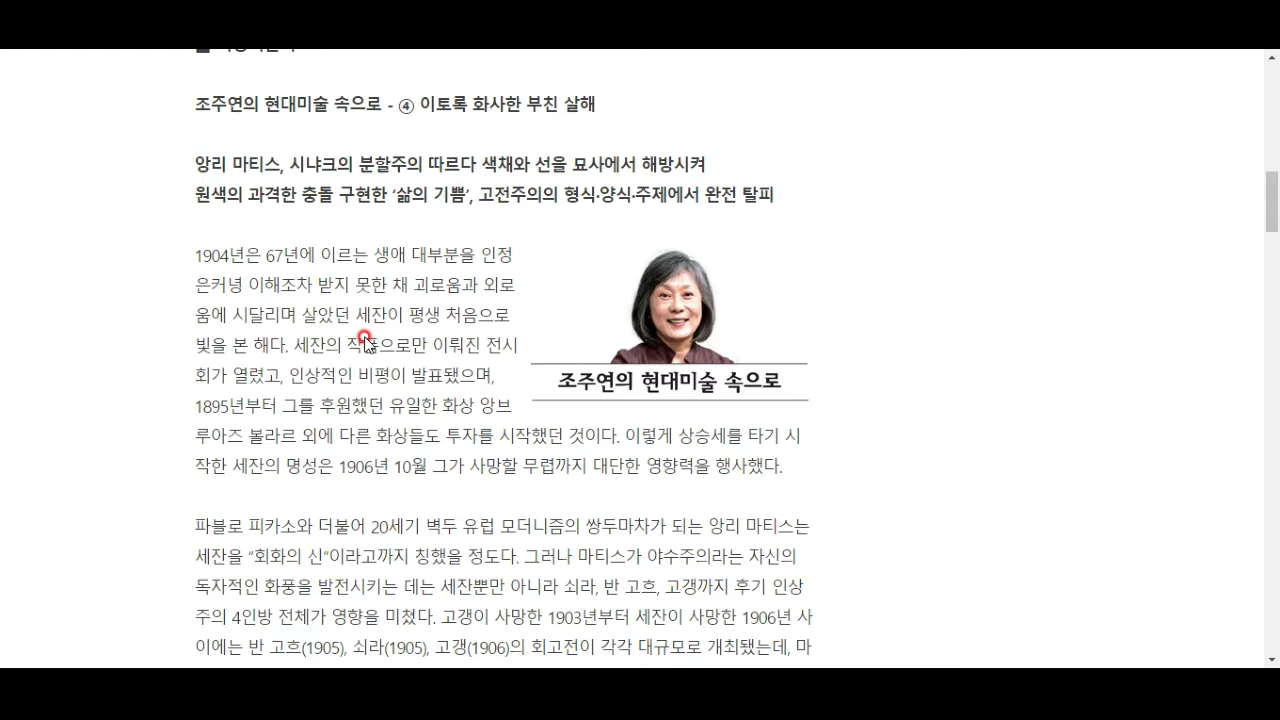 조주연의 현대미술 속으로 - ④ 이토록 화사한 부친 살해
앙리 마티스, 시냐크의 분할주의 따르다 색채와 선을 묘사에서 해방시켜
원색의 과격한 충돌 구현한 ‘삶의 기쁨’, 고전주의의 형식·양식·주제에서 완전 탈피
1904년은 67년에 이르는 생애 대부분을 인정
은커녕 이해조차 받지 못한 채 괴로움과 외로
움에 시달리며 살았던 세잔이 평생 처음으로
빛을 본 해다. 세잔의 작품으로만 이뤄진 전시
회가 열렸고, 인상적인 비평이 발표됐으며,
1895년부터 그를 후원했던 유일한 화상 앙브
루아즈 볼라르 외에 다른 화상들도 투자를 시작했던 것이다. 이렇게 상승세를 타기 시
작한 세잔의 명성은 1906년 10월 그가 사망할 무렵까지 대단한 영향력을 행사했다.
조주연의 현대미술 속으로
파블로 피카소와 더불어 20세기 벽두 유럽 모더니즘의 쌍두마차가 되는 앙리 마티스는
세잔을 “회화의 신”이라고까지 칭했을 정도다. 그러나 마티스가 야수주의라는 자신의
독자적인 화풍을 발전시키는 데는 세잔뿐만 아니라 쇠라, 반 고흐, 고갱까지 후기 인상
주의 4인방 전체가 영향을 미쳤다. 고갱이 사망한 1903년부터 세잔이 사망한 1906년 사
이에는 반 고흐(1905), 쇠라(1905), 고갱(1906)의 회고전이 각각 대규모로 개최됐는데, 마